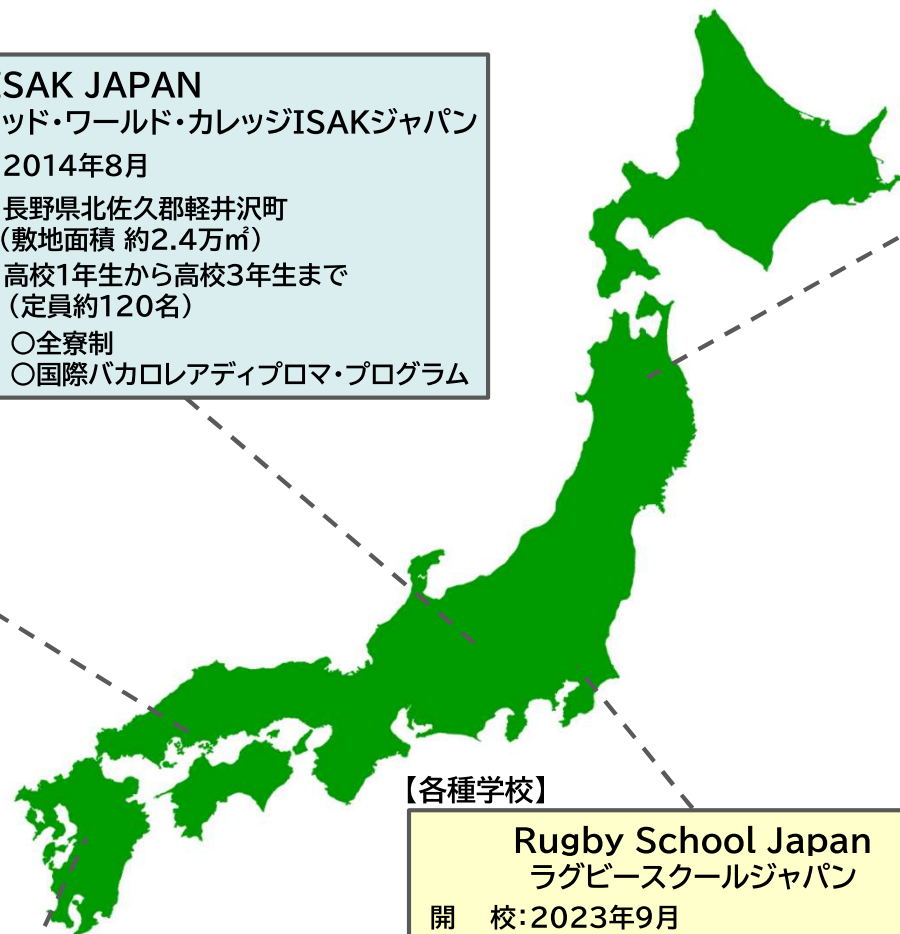 ISAK JAPAN
ッド・ワールド・カレッジISAKジャパン
2014年8月
長野県北佐久郡軽井沢町
（敷地面積 約2.4万㎡）
高校1年生から高校3年生まで
（定員約120名）
○全寮制
○国際バカロレアディプロマ・プログラム
【各種学校】
Rugby School Japan
ラグビースクールジャパン
開　校：2023年9月